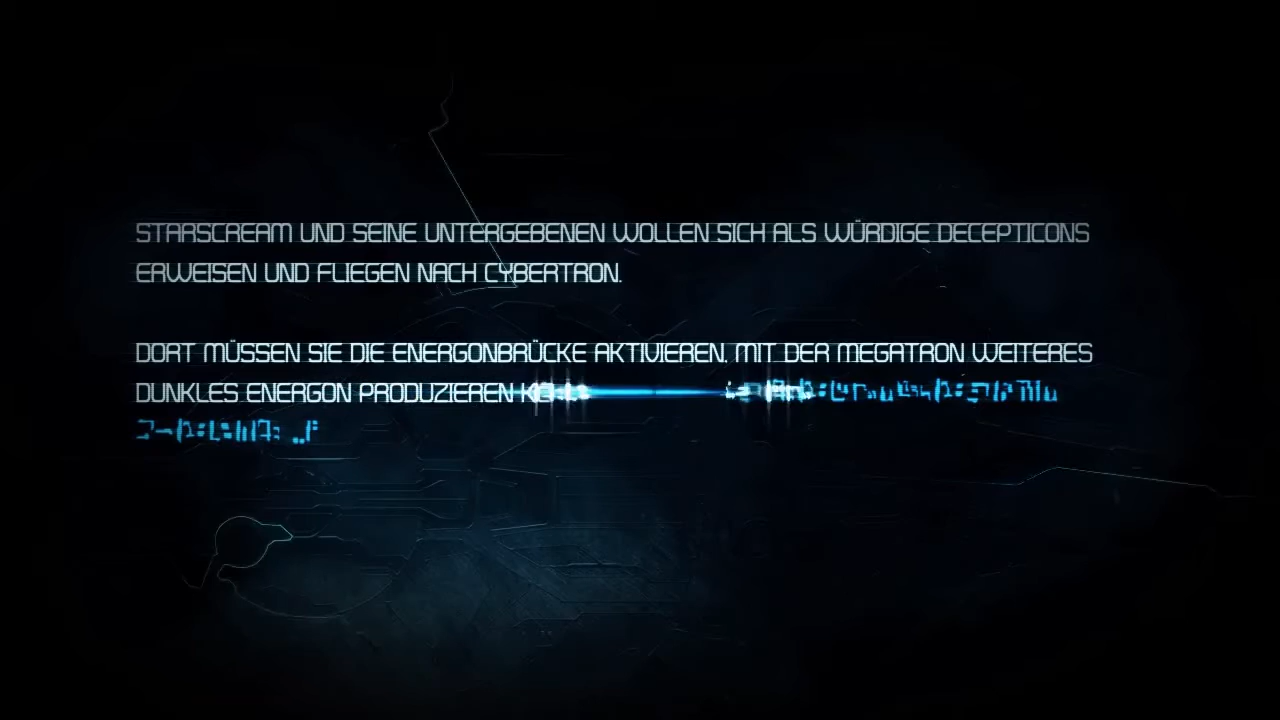 STARSCREAM UND SEINE UNTERGEBENEN WOLLEN SICH ALS WÜRDIGE DECEPTICONS
ERWEISEN UND FLIEGEN NACH CYBERTRON.
DORT MÜSSEN SIE DIE ENERGONBRÜCKE AKTIVIEREN, MIT DER MEGATRON WEITERES
DUNKLES ENERGON PRODUZIEREN